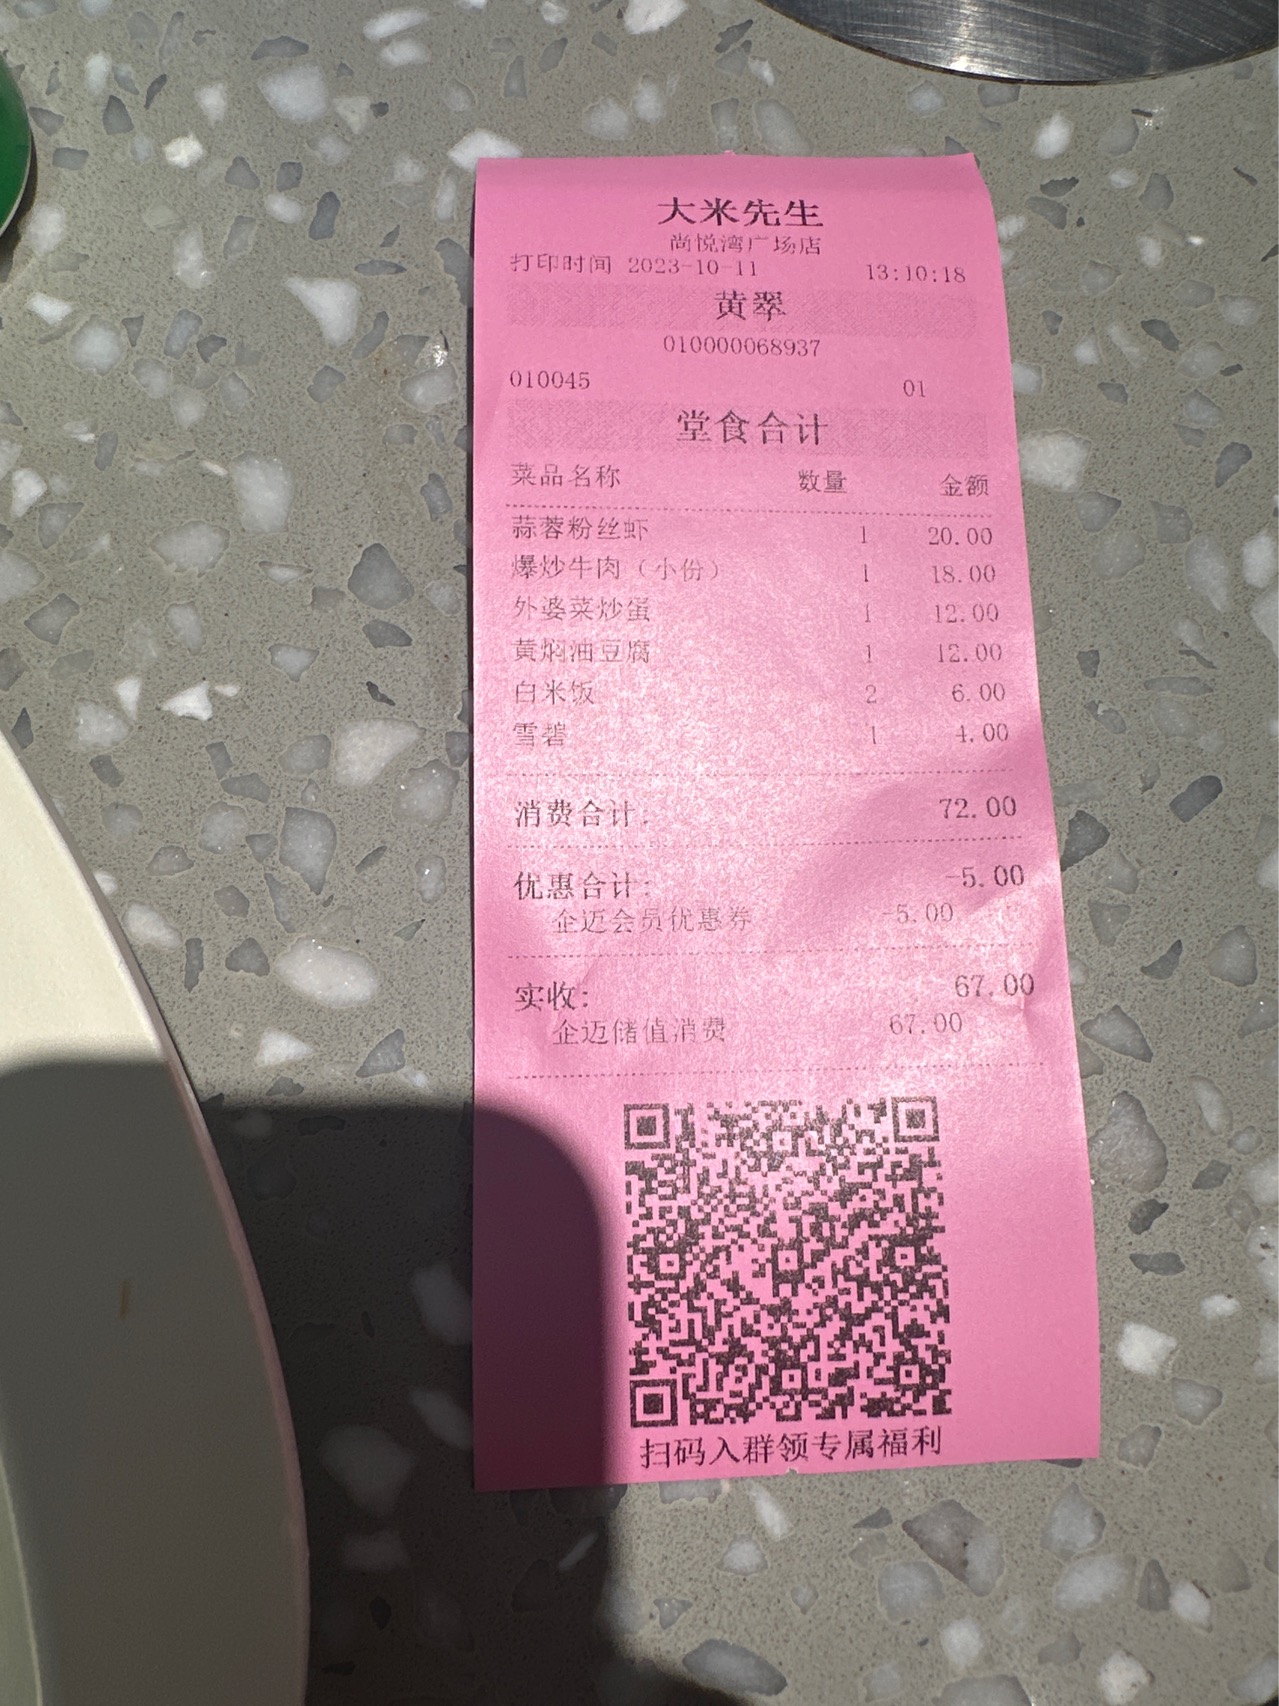 大米先生
尚悦湾广场店
打印时间 2023-10-11 13:10:18
黄翠
010000068937
010045 01
堂食合计
菜品名称 数量 金额
蒜蓉粉丝虾 1 20.00
爆炒牛肉（小份） 1 18.00
外婆菜炒蛋 1 12.00
黄焖油豆腐 1 12.00
白米饭 2 6.00
雪碧 1 4.00
消费合计: 72.00
优惠合计: -5.00
企迈会员优惠券 -5.00
实收: 67.00
企迈储值消费 67.00
扫码入群领专属福利